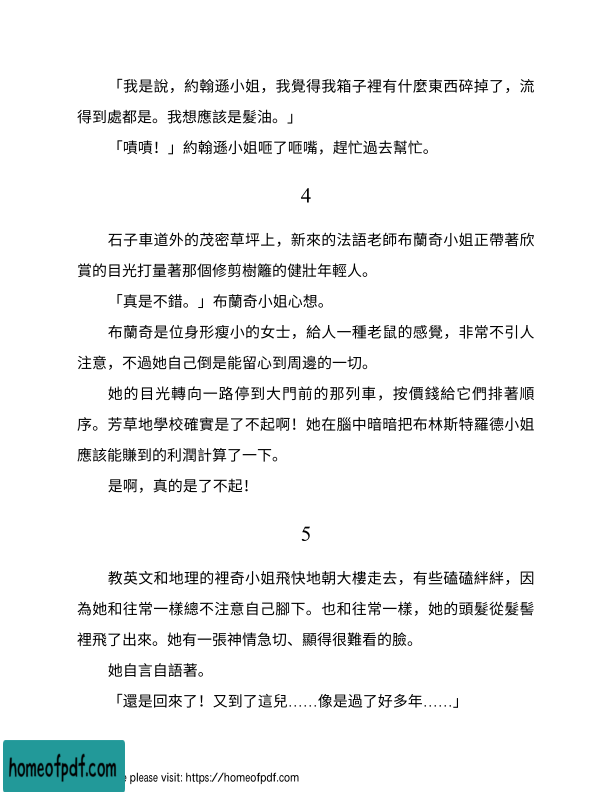 「我是說，約翰遜小姐，我覺得我箱子裡有什麼東西碎掉了，流
得到處都是。我想應該是髮油。」
「嘖嘖！」約翰遜小姐咂了咂嘴，趕忙過去幫忙。
4
石子車道外的茂密草坪上，新來的法語老師布蘭奇小姐正帶著欣
賞的目光打量著那個修剪樹籬的健壯年輕人。
「真是不錯。」布蘭奇小姐心想。
布蘭奇是位身形瘦小的女士，給人一種老鼠的感覺，非常不引人
注意，不過她自己倒是能留心到周邊的一切。
她的目光轉向一路停到大門前的那列車，按價錢給它們排著順
序。芳草地學校確實是了不起啊！她在腦中暗暗把布林斯特羅德小姐
應該能賺到的利潤計算了一下。
是啊，真的是了不起！
5
教英文和地理的裡奇小姐飛快地朝大樓走去，有些磕磕絆絆，因
為她和往常一樣總不注意自己腳下。也和往常一樣，她的頭髮從髮髻
裡飛了出來。她有一張神情急切、顯得很難看的臉。
她自言自語著。
「還是回來了！又到了這兒……像是過了好多年……」
homeofpdf.com
e please visit: https://homeofpdf.com